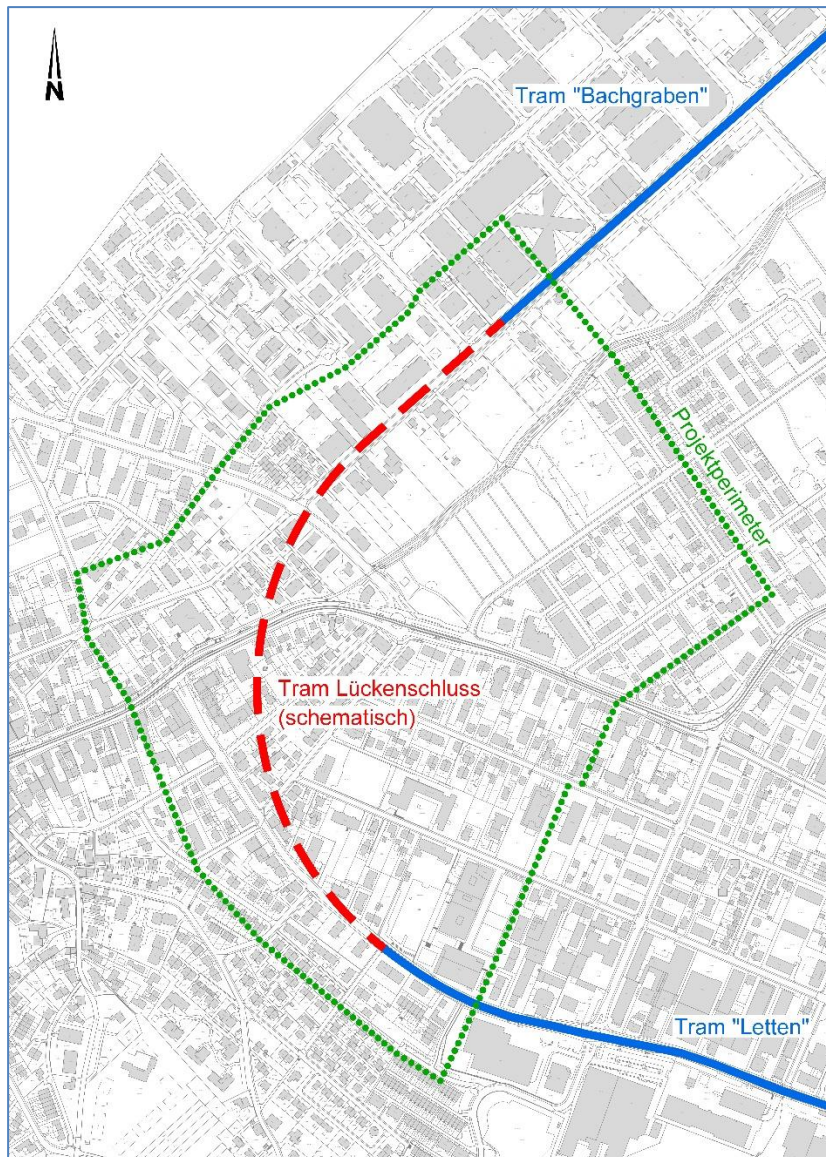 N
Tram "Bachgraben"
Projektperimeter
Tram Lückenschluss
(schematisch)
Tram "Letten"